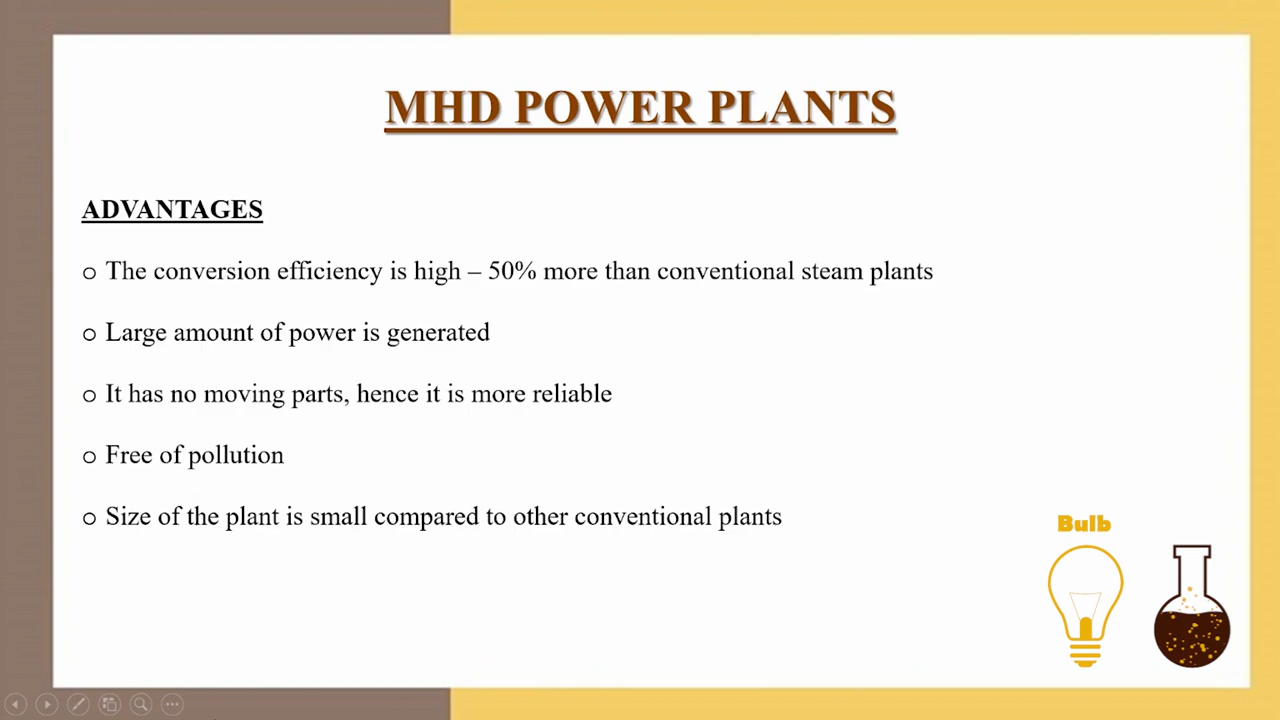 MHD POWER PLANTS
ADVANTAGES
o The conversion efficiency is high – 50% more than conventional steam plants
o Large amount of power is generated
o It has no moving parts, hence it is more reliable
o Free of pollution
o Size of the plant is small compared to other conventional plants
Bulb